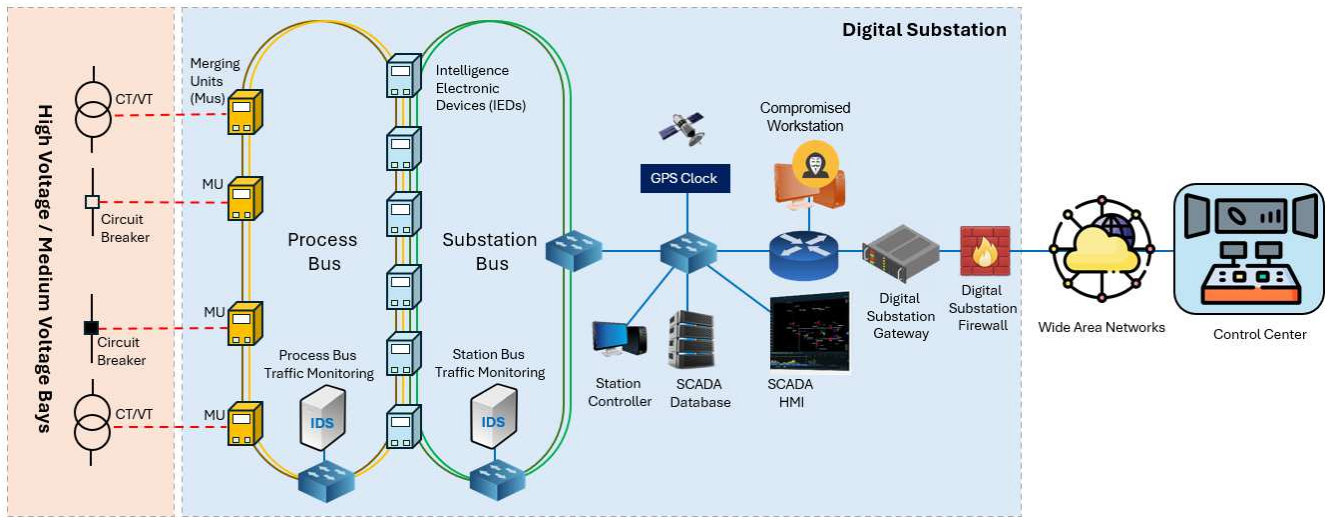 Digital Substation
High Voltage / Medium Voltage Bays
CT/VT
Circuit
Breaker
Circuit
Breaker
CT/VT
Merging
Units
(Mus)
MU
MU
MU
Process
Bus
Process Bus
Traffic Monitoring
IDS
Intelligence
Electronic
Devices (IEDs)
Substation
Bus
Station Bus
Traffic Monitoring
IDS
GPS Clock
Compromised
Workstation
Station
Controller
SCADA
Database
SCADA
HMI
Digital
Substation
Gateway
Digital
Substation
Firewall
Wide Area Networks
Control Center